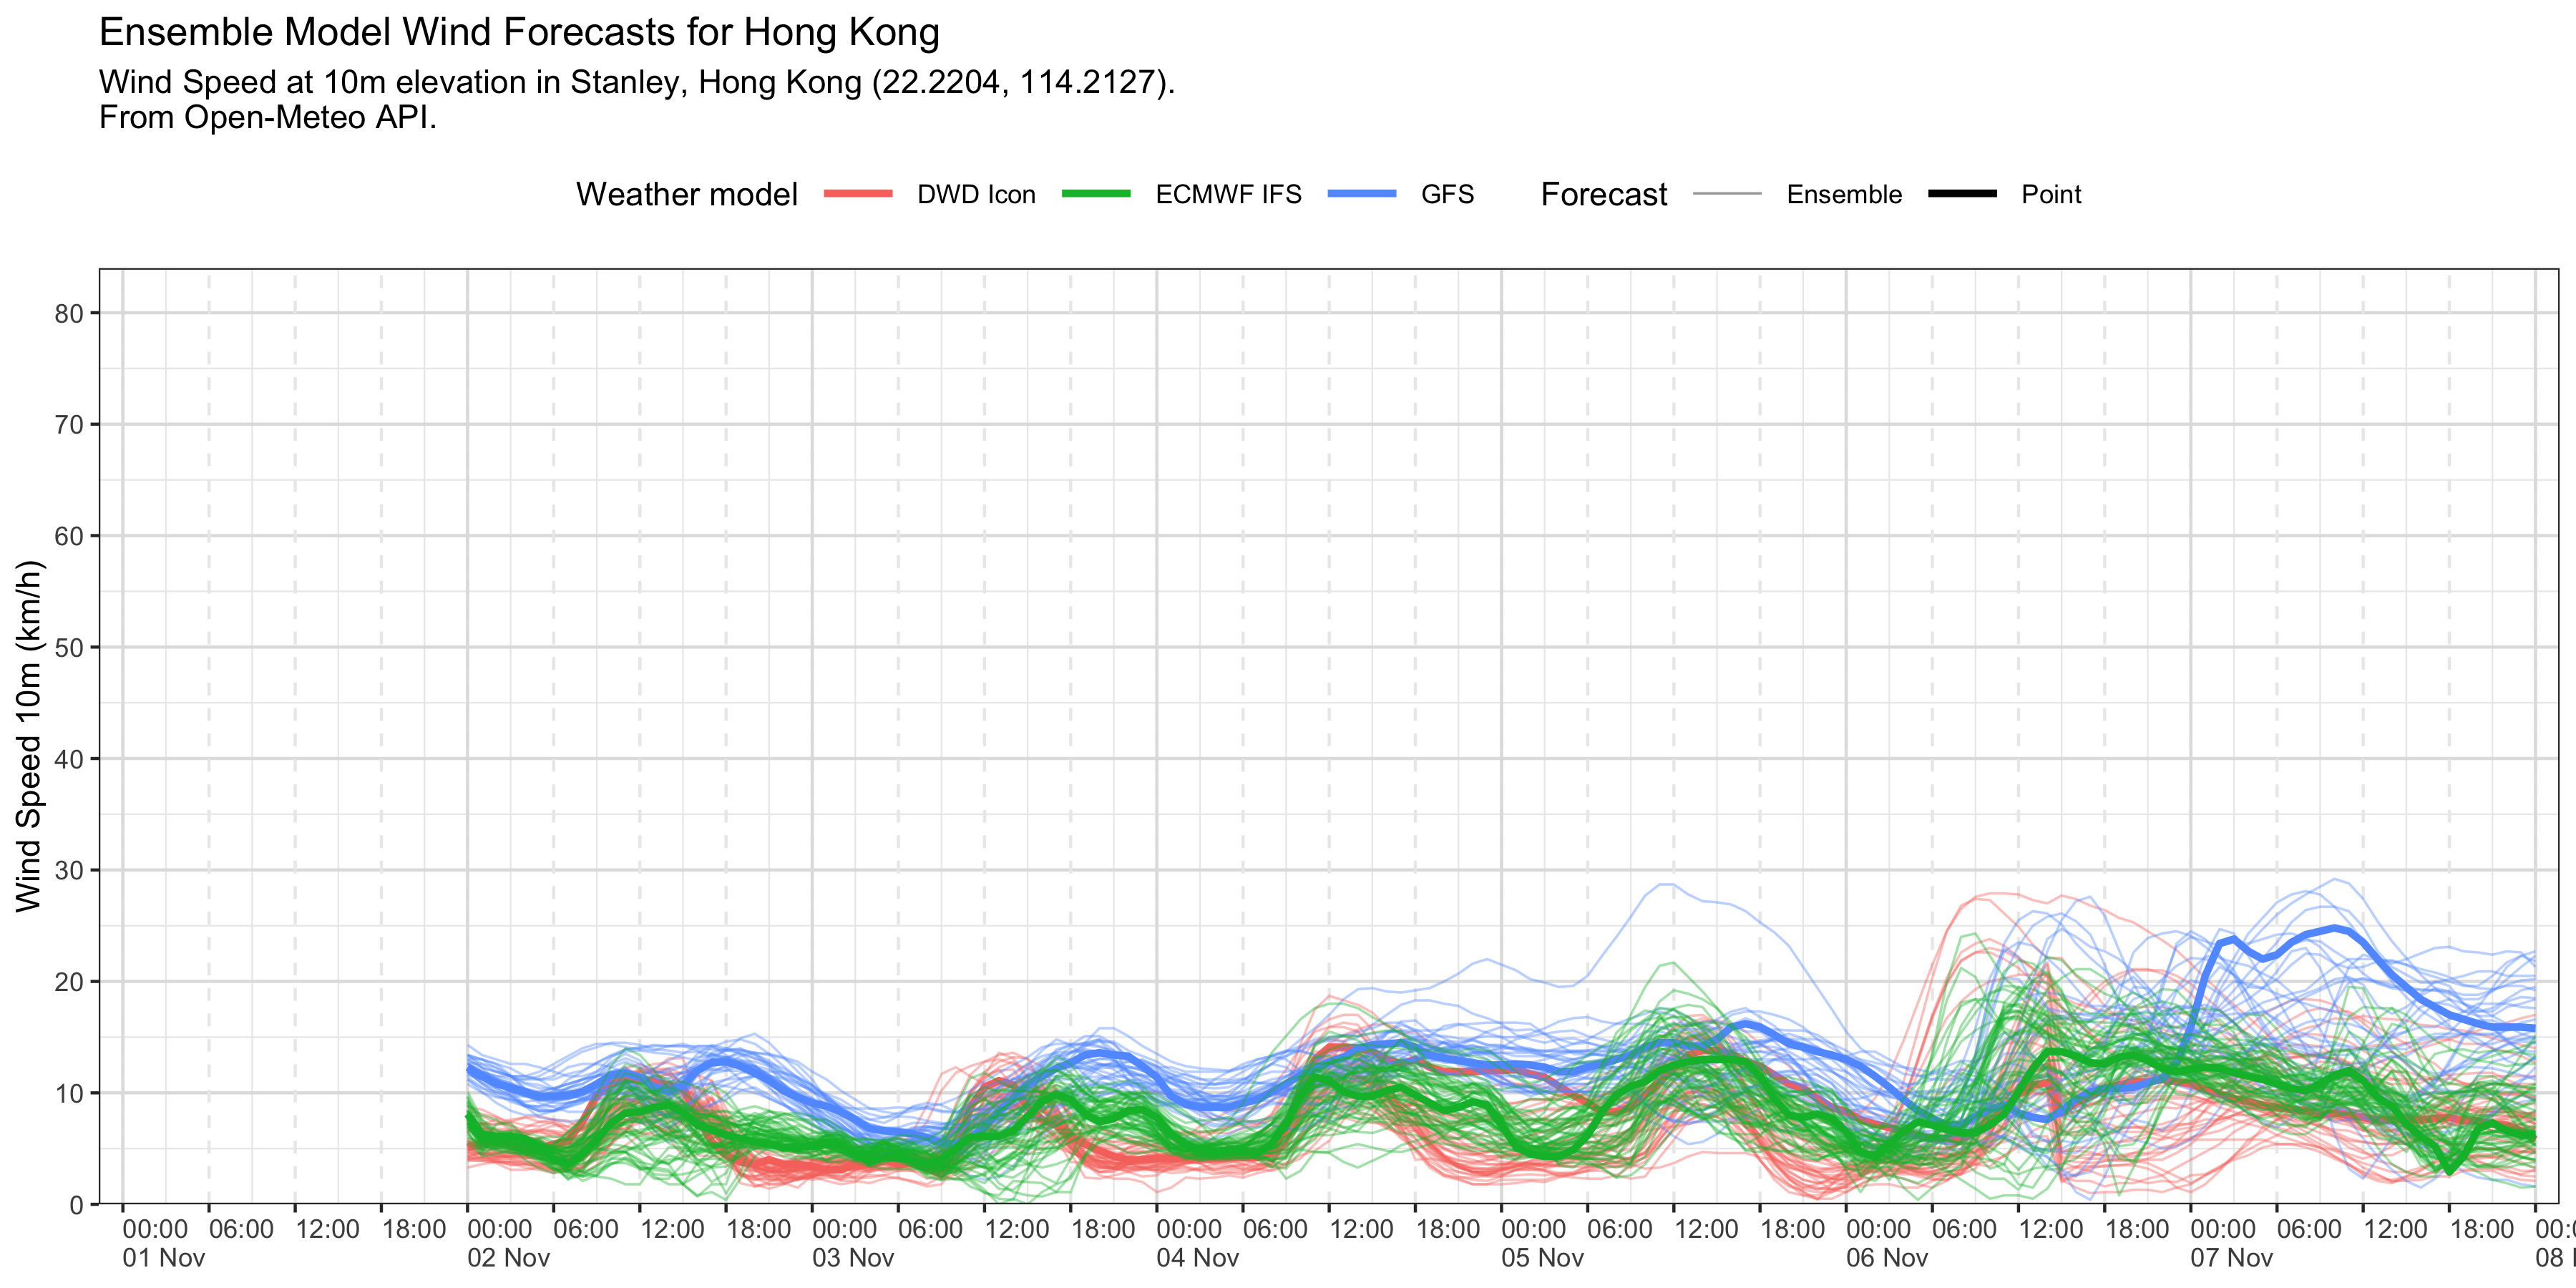 Ensemble Model Wind Forecasts for Hong Kong
Wind Speed at 10m elevation in Stanley, Hong Kong (22.2204, 114.2127).
From Open-Meteo API.
Weather model DWD Icon ECMWF IFS GFS Forecast Ensemble Point
Wind Speed 10m (km/h)
80
70
60
50
40
30
20
10
0
00:00 06:00 12:00 18:00 00:00 06:00 12:00 18:00 00:00 06:00 12:00 18:00 00:00 06:00 12:00 18:00 00:00 06:00 12:00 18:00 00:00 06:00 12:00 18:00 00:00 06:00 12:00 18:00
01 Nov 02 Nov 03 Nov 04 Nov 05 Nov 06 Nov 07 Nov 08